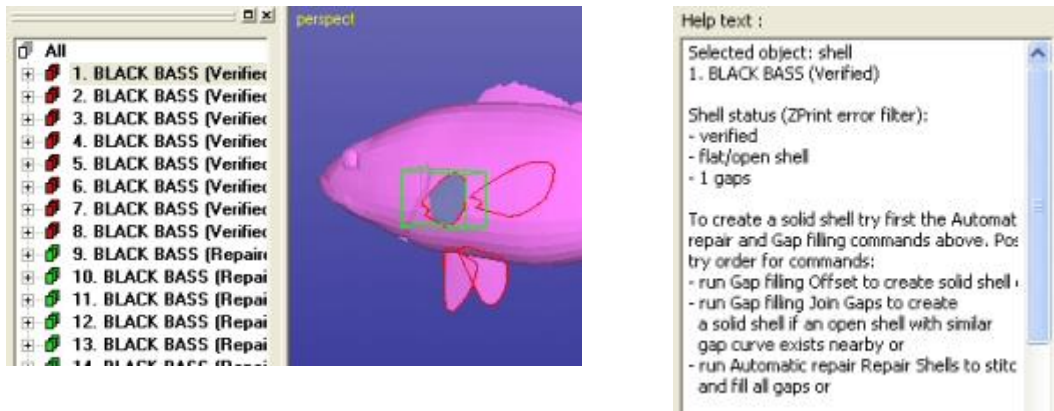 perspect
All
1. BLACK BASS (Verified
2. BLACK BASS (Verified
3. BLACK BASS (Verified
4. BLACK BASS (Verified
5. BLACK BASS (Verified
6. BLACK BASS (Verified
7. BLACK BASS (Verified
8. BLACK BASS (Verified
9. BLACK BASS (Repaire
10. BLACK BASS (Repai
11. BLACK BASS (Repai
12. BLACK BASS (Repai
13. BLACK BASS (Repai
14. BLACK BASS (Repai
Help text :
Selected object: shell
1. BLACK BASS (Verified)
Shell status (ZPrint error filter):
- verified
- flat/open shell
- 1 gaps
To create a solid shell try first the Automat
repair and Gap filling commands above. Pos
try order for commands:
- run Gap filling Offset to create solid shell
- run Gap filling Join Gaps to create
a solid shell if an open shell with similar
gap curve exists nearby or
- run Automatic repair Repair Shells to stitc
and fill all gaps or